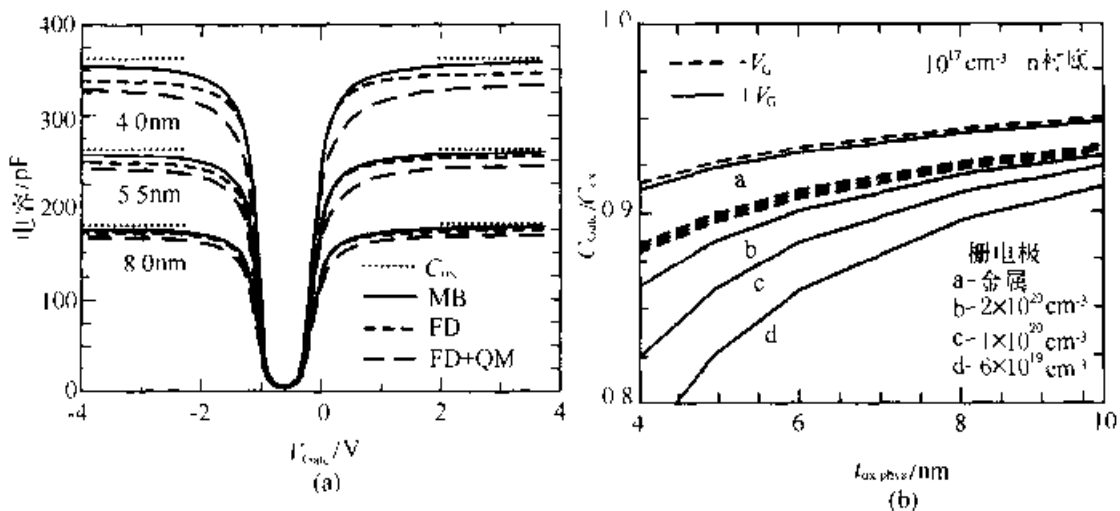 400
300
200
100
0
电容/pF
4.0nm
5.5nm
8.0nm
Cox
MB
FD
FD+QM
-4
-2
0
2
4
VGate/V
(a)
1.0
0.9
0.8
CGate/Cox
-VG
+VG
10¹⁷cm⁻³ n衬底
a
b
c
d
栅电极
a-金属
b-2×10²⁰cm⁻³
c-1×10²⁰cm⁻³
d-6×10¹⁹cm⁻³
4
6
8
10
tox,phys/nm
(b)